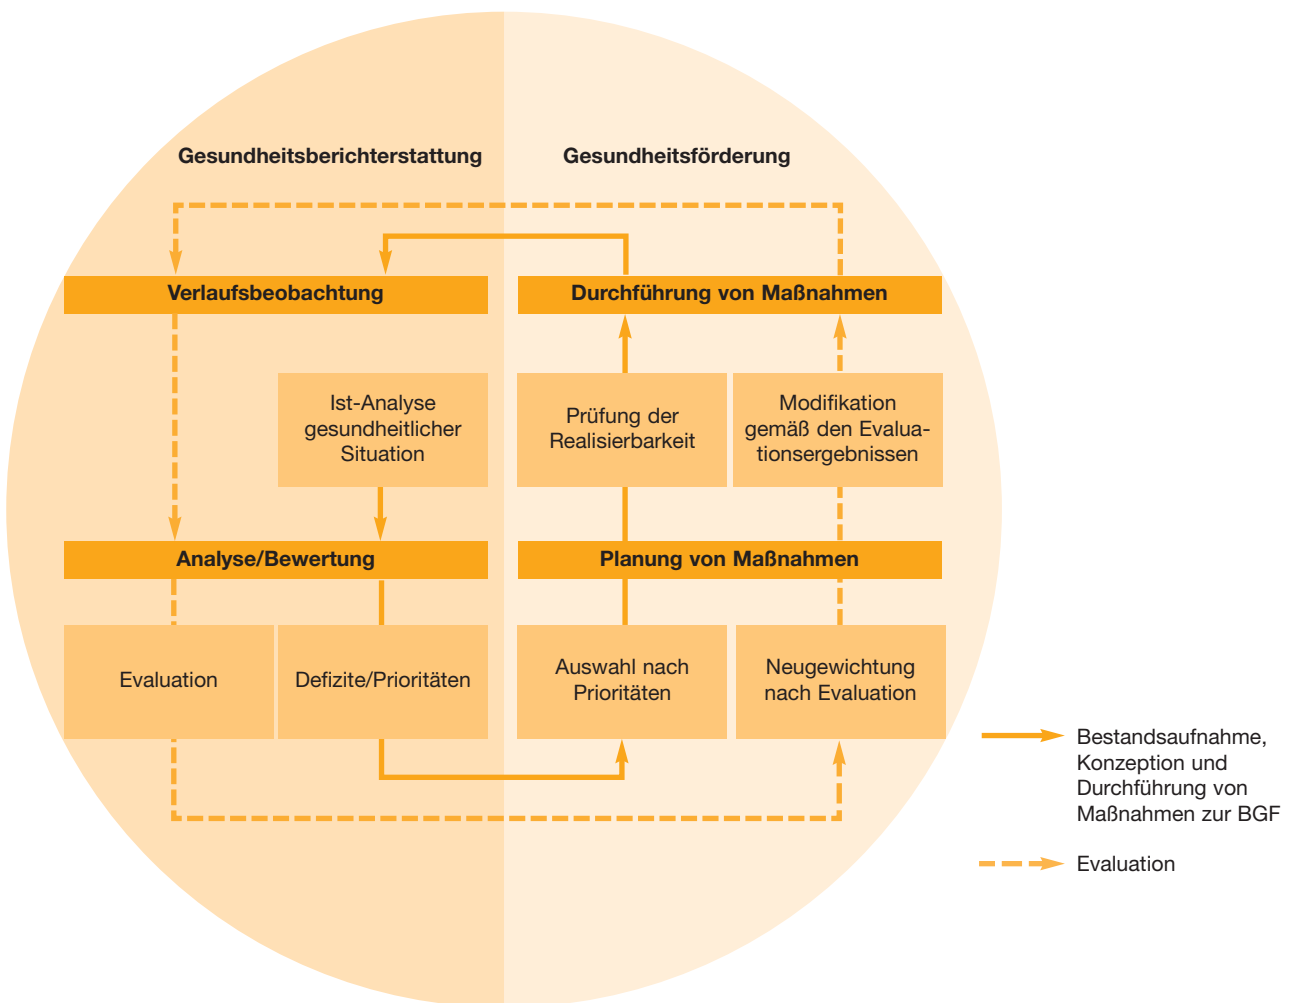 Gesundheitsberichterstattung
Gesundheitsförderung
Verlaufsbeobachtung
Durchführung von Maßnahmen
Ist-Analyse
gesundheitlicher
Situation
Prüfung der
Realisierbarkeit
Modifikation
gemäß den Evalua-
tionsergebnissen
Analyse/Bewertung
Planung von Maßnahmen
Evaluation
Defizite/Prioritäten
Auswahl nach
Prioritäten
Neugewichtung
nach Evaluation
Bestandsaufnahme,
Konzeption und
Durchführung von
Maßnahmen zur BGF
Evaluation